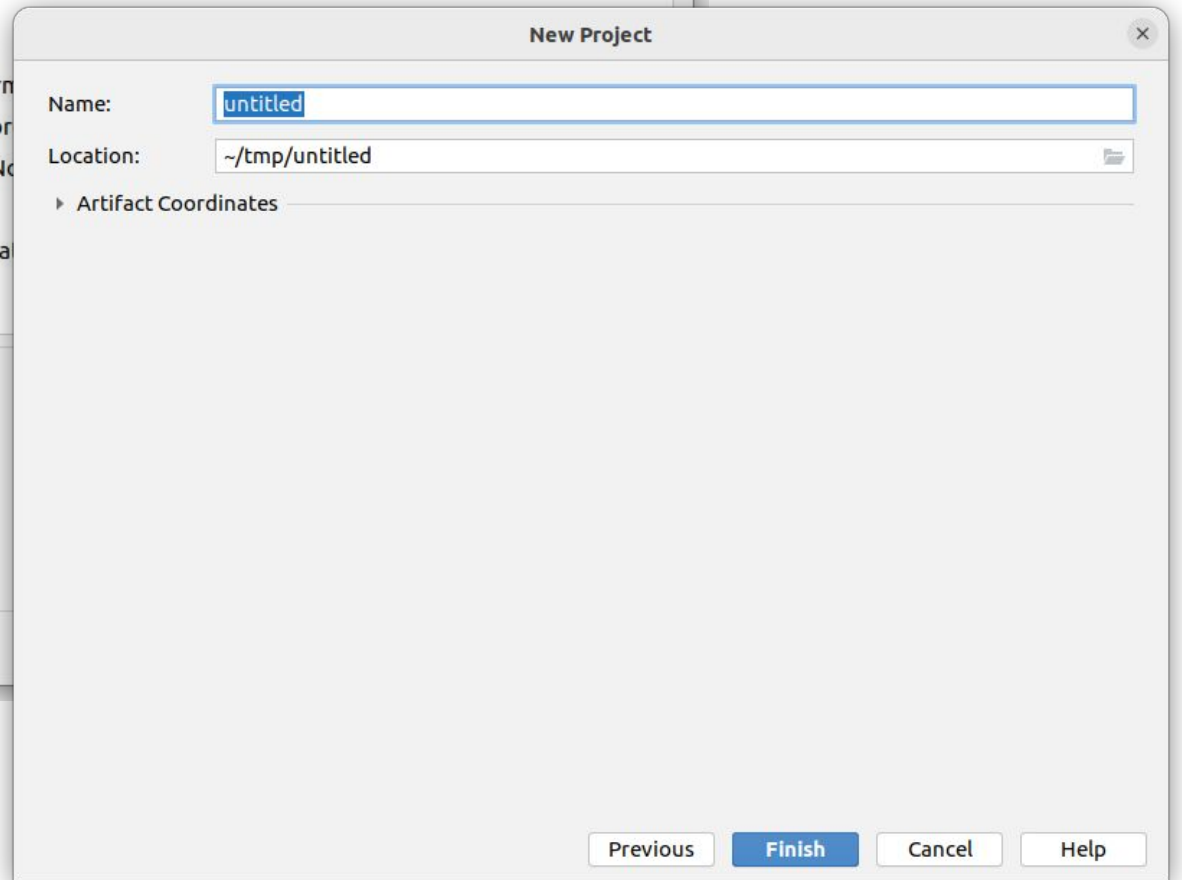 New Project
Name: untitled
Location: ~/tmp/untitled
Artifact Coordinates
Previous Finish Cancel Help